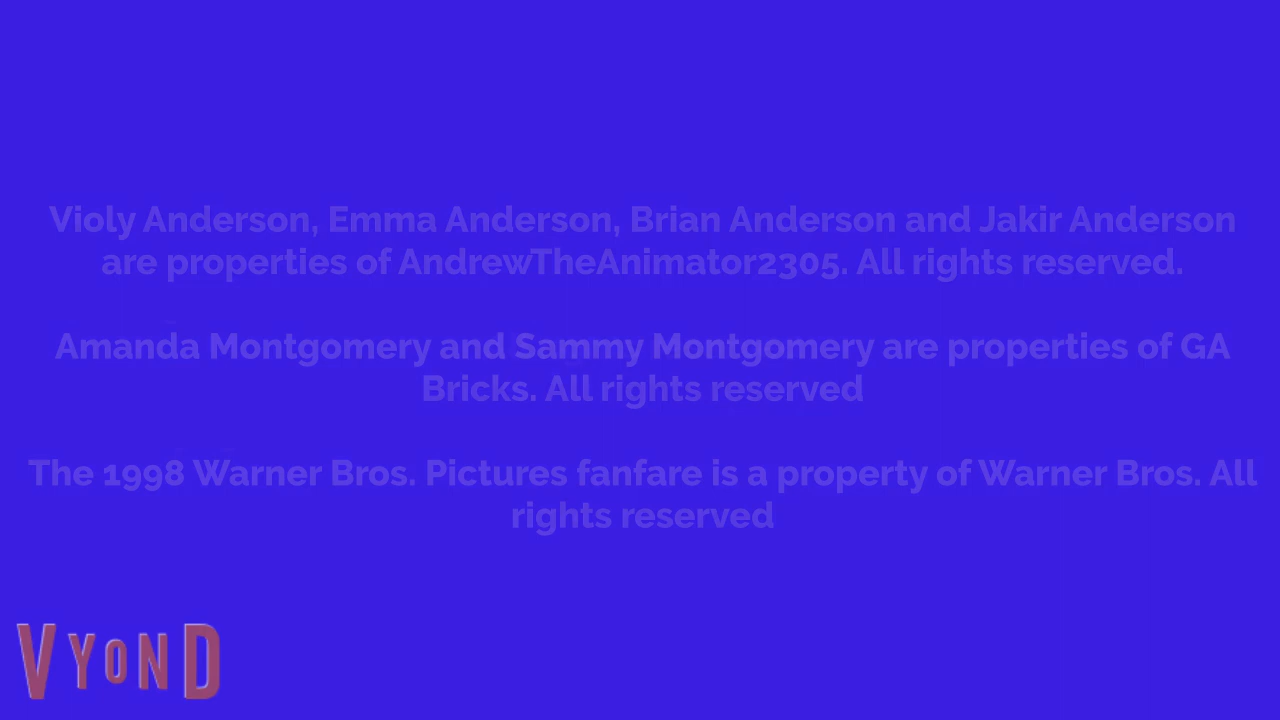 Violy Anderson, Emma Anderson, Brian Anderson and Jakir Anderson
are properties of AndrewTheAnimator2305. All rights reserved.
Amanda Montgomery and Sammy Montgomery are properties of GA
Bricks. All rights reserved
The 1998 Warner Bros. Pictures fanfare is a property of Warner Bros. All
rights reserved
VYOND